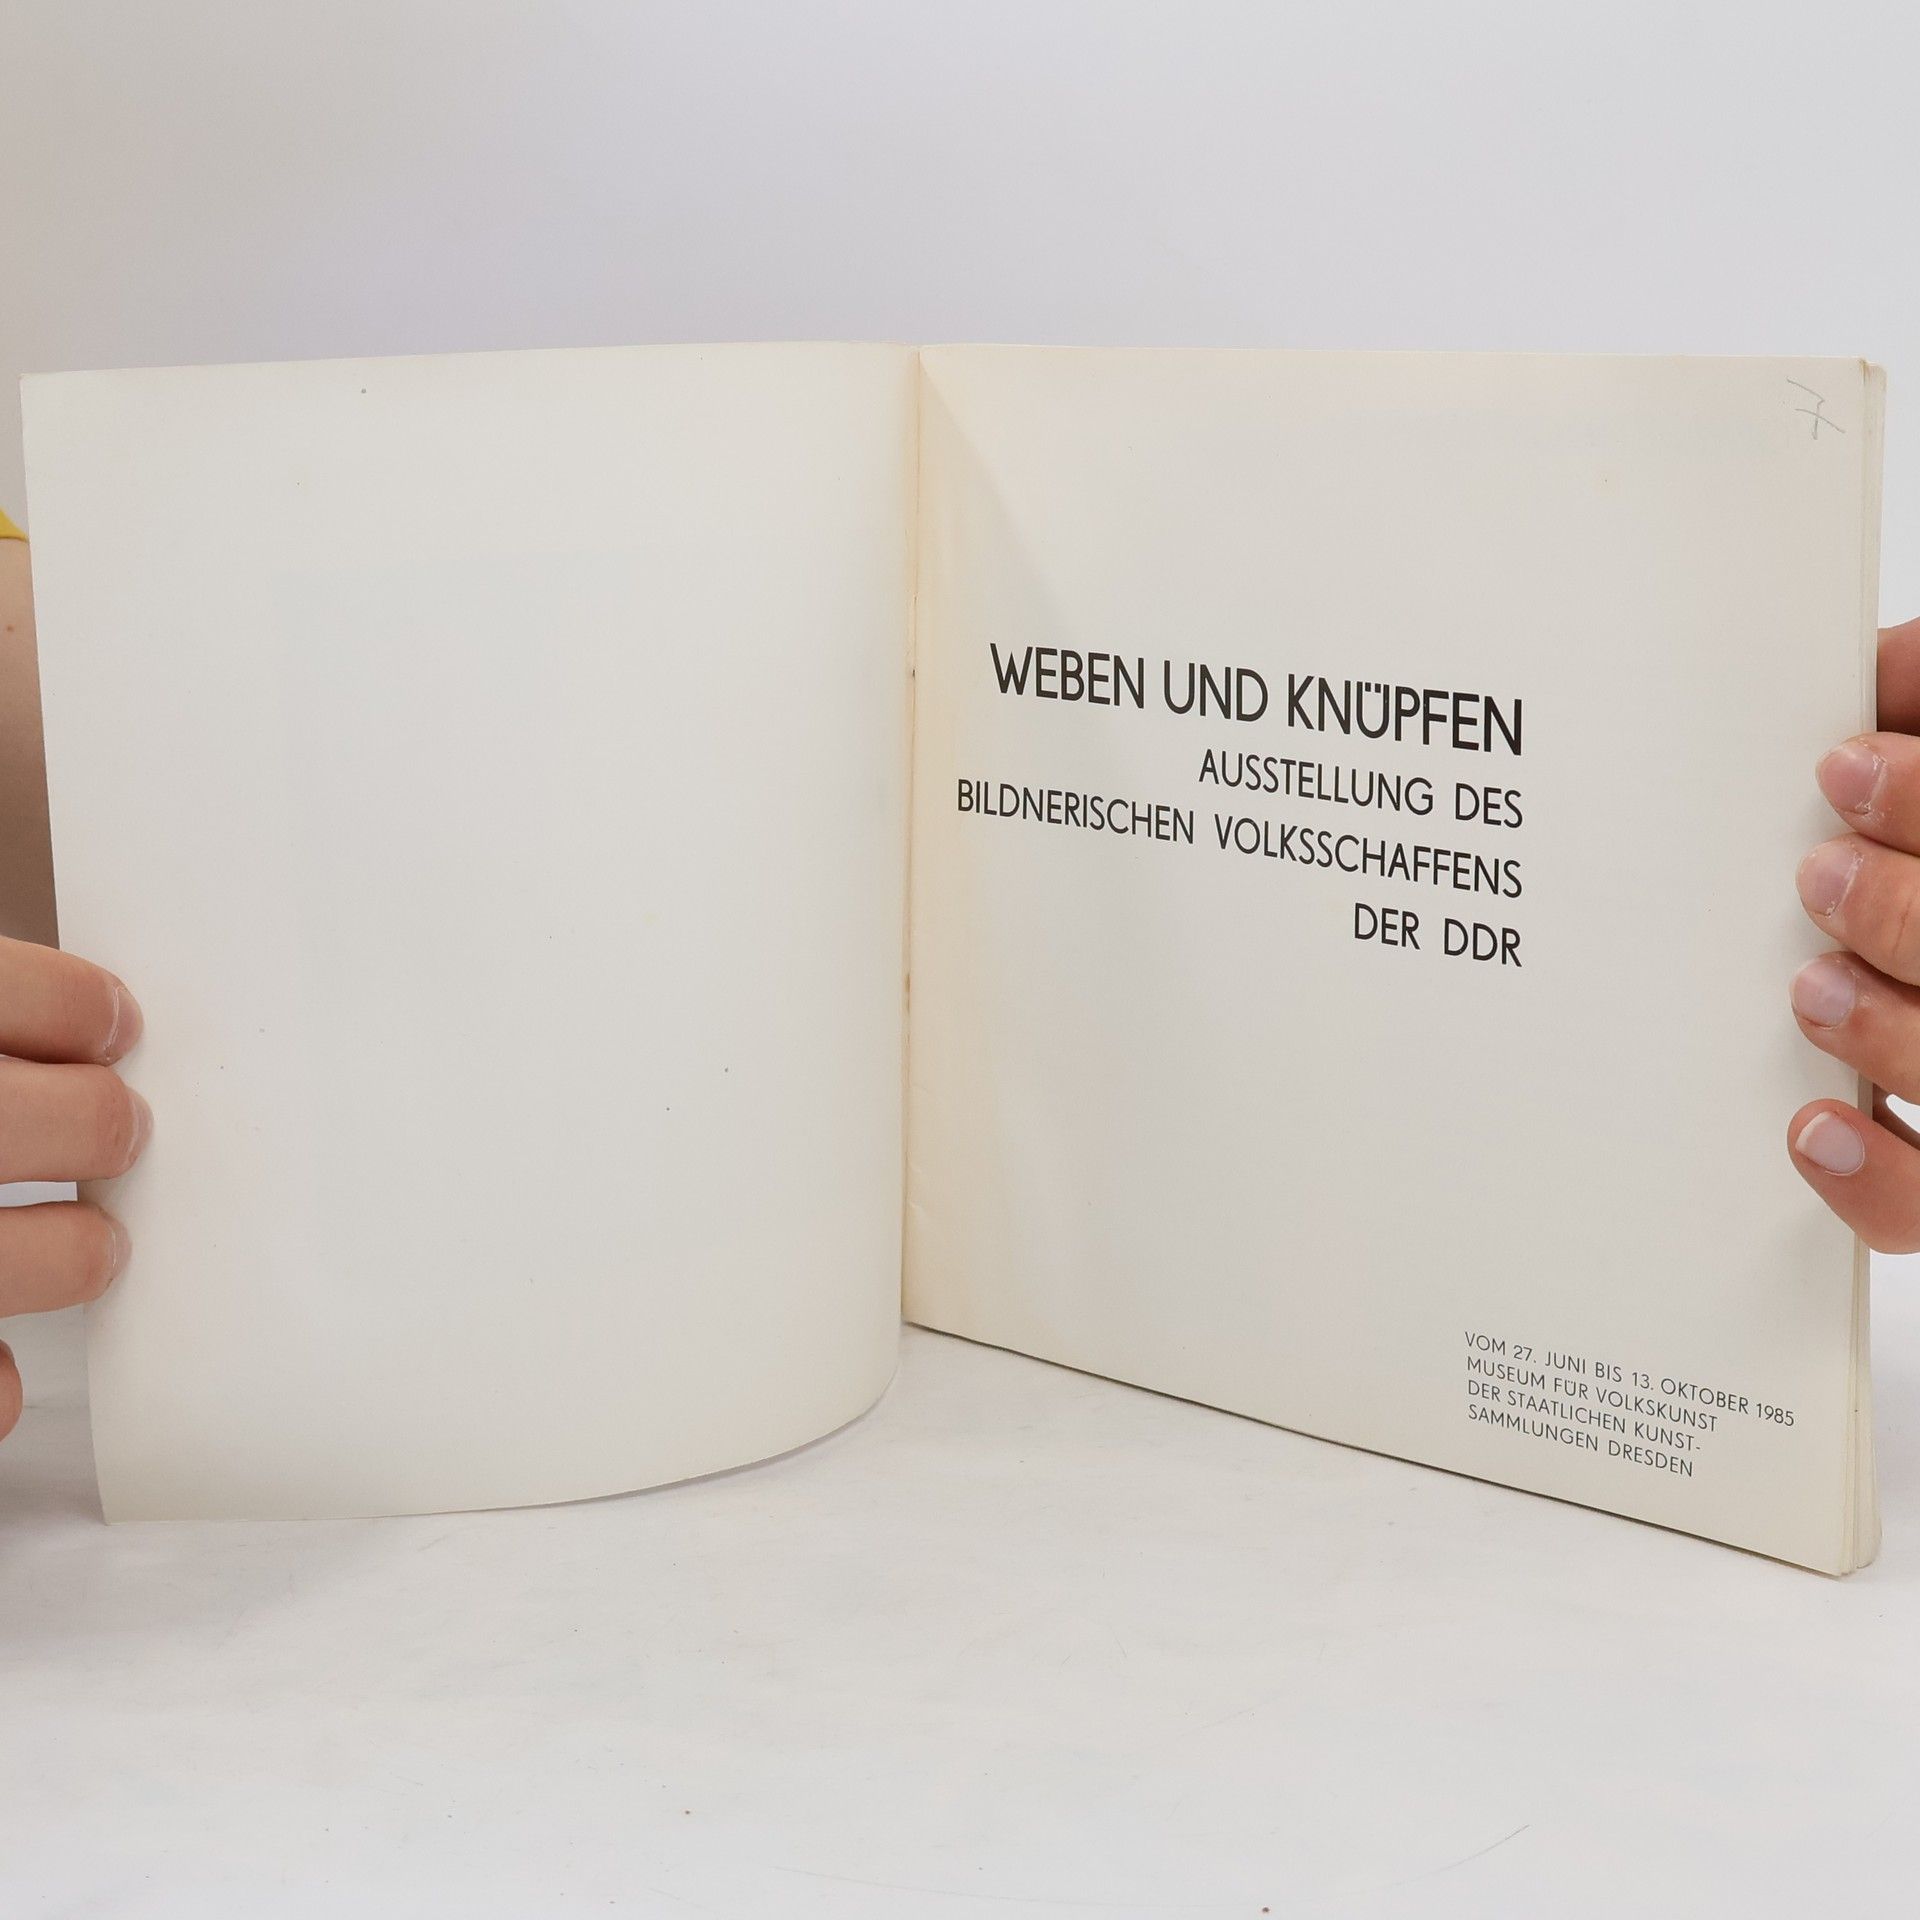 7
WEBEN UND KNÜPFEN
AUSSTELLUNG DES
BILDNERISCHEN VOLKSSCHAFFENS
DER DDR
VOM 27. JUNI BIS 13. OKTOBER 1985
MUSEUM FÜR VOLKSKUNST
DER STAATLICHEN KUNST-
SAMMLUNGEN DRESDEN